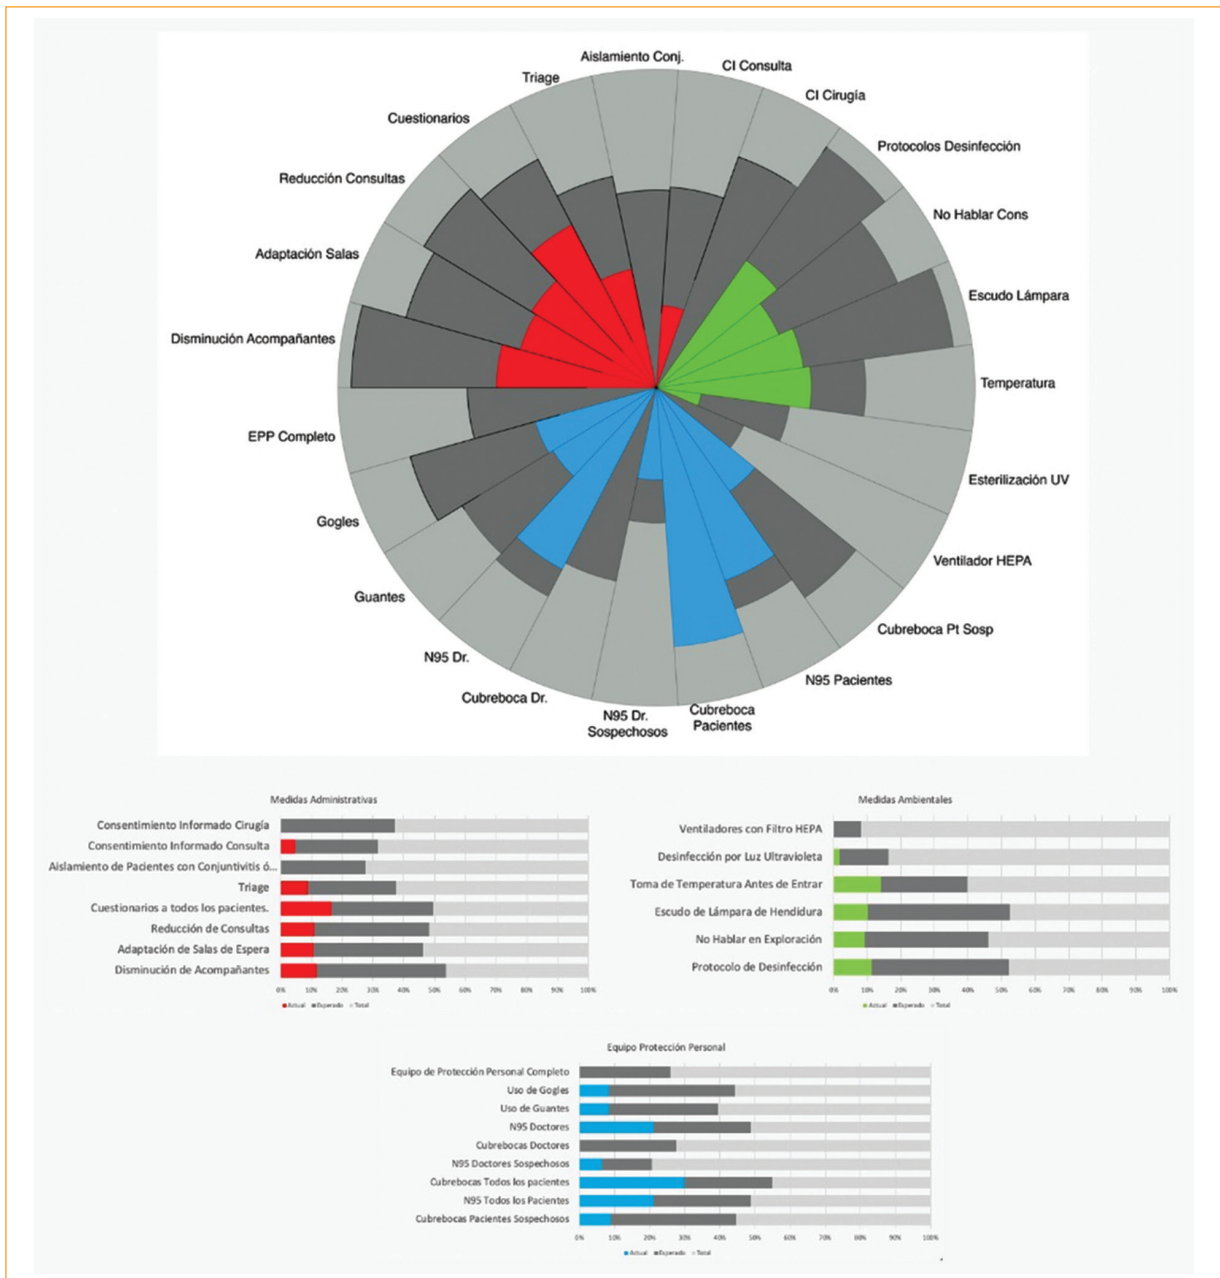 Aislamiento Conj.
CI Consulta
CI Cirugía
Protocolos Desinfección
No Hablar Cons
Escudo Lámpara
Temperatura
Esterilización UV
Ventilador HEPA
Cubreboca Pt Sosp
N95 Pacientes
Cubreboca
Pacientes
N95 Dr.
Sospechosos
Cubreboca Dr.
N95 Dr.
Guantes
Gogles
EPP Completo
Disminución Acompañantes
Adaptación Salas
Reducción Consultas
Cuestionarios
Triage
Medidas Administrativas
Consentimiento Informado Cirugía
Consentimiento Informado Consulta
Aislamiento de Pacientes con Conjuntivitis ó...
Triage
Cuestionarios a todos los pacientes.
Reducción de Consultas
Adaptación de Salas de Espera
Disminución de Acompañantes
0% 10% 20% 30% 40% 50% 60% 70% 80% 90% 100%
Actual Esperado Total
Medidas Ambientales
Ventiladores con Filtro HEPA
Desinfección por Luz Ultravioleta
Toma de Temperatura Antes de Entrar
Escudo de Lámpara de Hendidura
No Hablar en Exploración
Protocolo de Desinfección
0% 10% 20% 30% 40% 50% 60% 70% 80% 90% 100%
Actual Esperado Total
Equipo Protección Personal
Equipo de Protección Personal Completo
Uso de Gogles
Uso de Guantes
N95 Doctores
Cubrebocas Doctores
N95 Doctores Sospechosos
Cubrebocas Todos los pacientes
N95 Todos los Pacientes
Cubrebocas Pacientes Sospechosos
0% 10% 20% 30% 40% 50% 60% 70% 80% 90% 100%
Actual Esperado Total